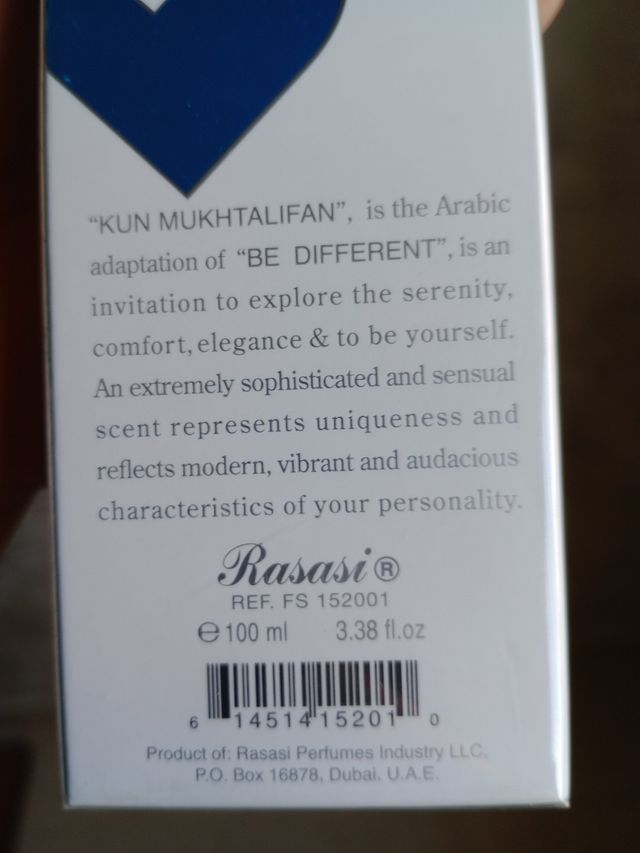 “KUN MUKHTALIFAN”, is the Arabic
adaptation of “BE DIFFERENT”, is an
invitation to explore the serenity,
comfort, elegance & to be yourself.
An extremely sophisticated and sensual
scent represents uniqueness and
reflects modern, vibrant and audacious
characteristics of your personality.
Rasasi®
REF. FS 152001
℮ 100 ml 3.38 fl.oz
6 14514 15201 0
Product of: Rasasi Perfumes Industry LLC,
P.O. Box 16878, Dubai, U.A.E.